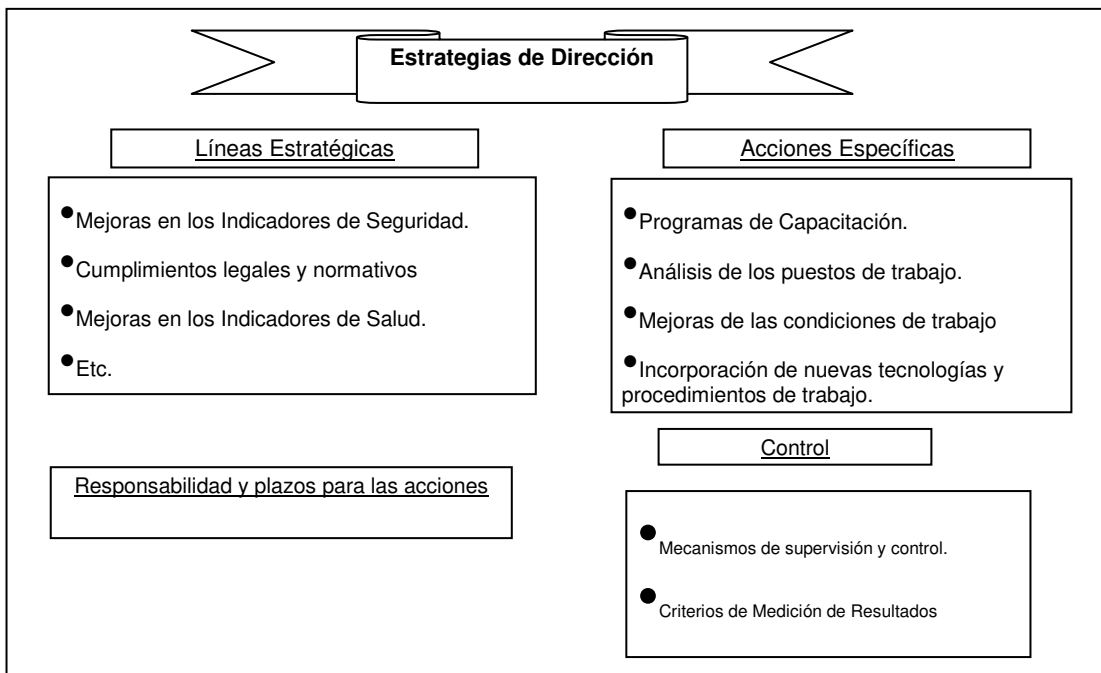 Estrategias de Dirección
Líneas Estratégicas
•Mejoras en los Indicadores de Seguridad.
•Cumplimientos legales y normativos
•Mejoras en los Indicadores de Salud.
•Etc.
Responsabilidad y plazos para las acciones
Acciones Específicas
•Programas de Capacitación.
•Análisis de los puestos de trabajo.
•Mejoras de las condiciones de trabajo
•Incorporación de nuevas tecnologías y
procedimientos de trabajo.
Control
•Mecanismos de supervisión y control.
•Criterios de Medición de Resultados